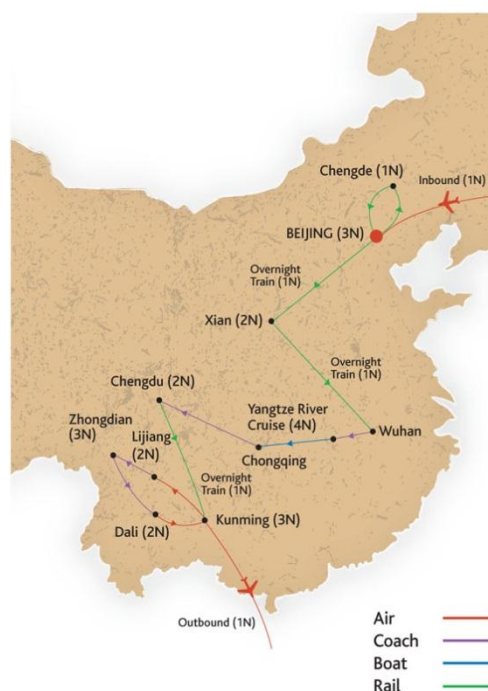 Chengde (1N)
Inbound (1N)
BEIJING (3N)
Overnight
Train (1N)
Xian (2N)
Overnight
Train (1N)
Chengdu (2N)
Zhongdian
(3N)
Lijiang
(2N)
Yangtze River
Cruise (4N)
Wuhan
Chongqing
Overnight
Train (1N)
Dali (2N)
Kunming (3N)
Outbound (1N)
Air
Coach
Boat
Rail